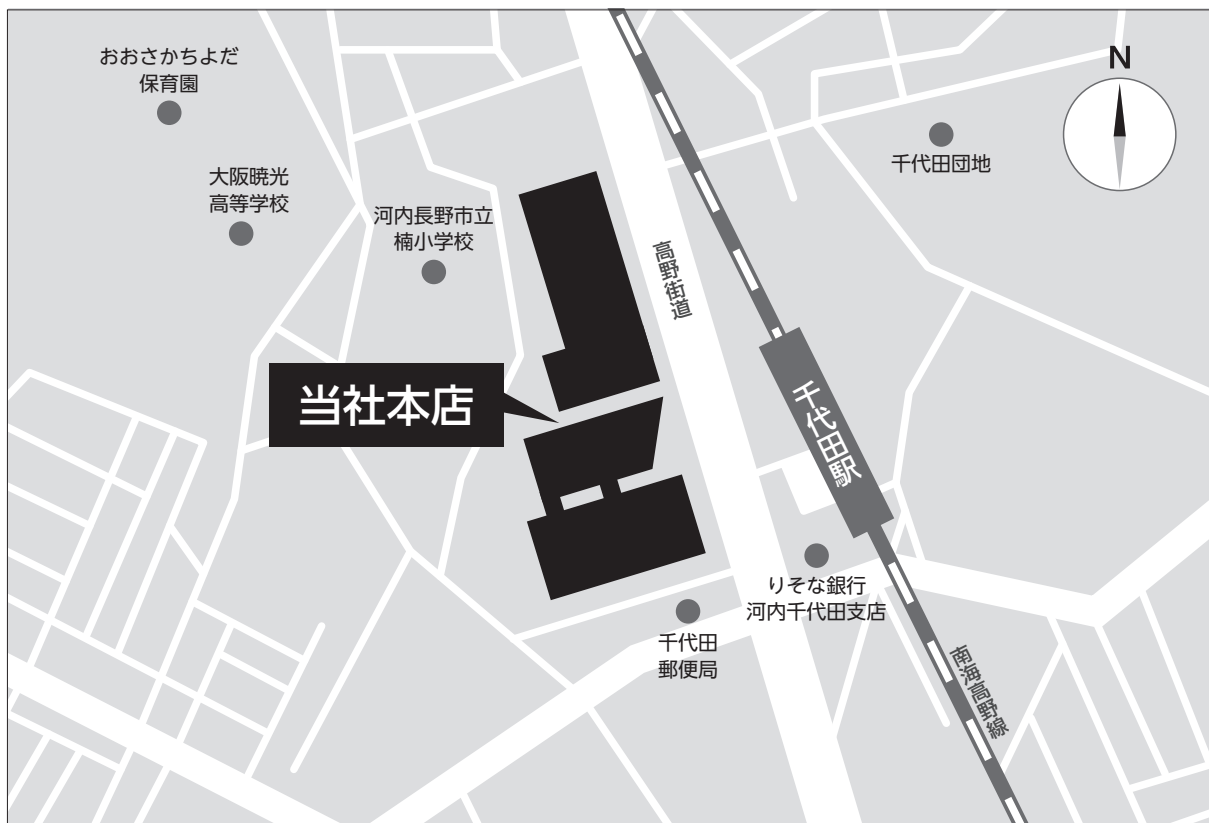 おおさかちよだ
保育園
N
千代田団地
大阪暁光
高等学校
河内長野市立
楠小学校
高野街道
当社本店
千代田駅
りそな銀行
河内千代田支店
千代田
郵便局
南海高野線